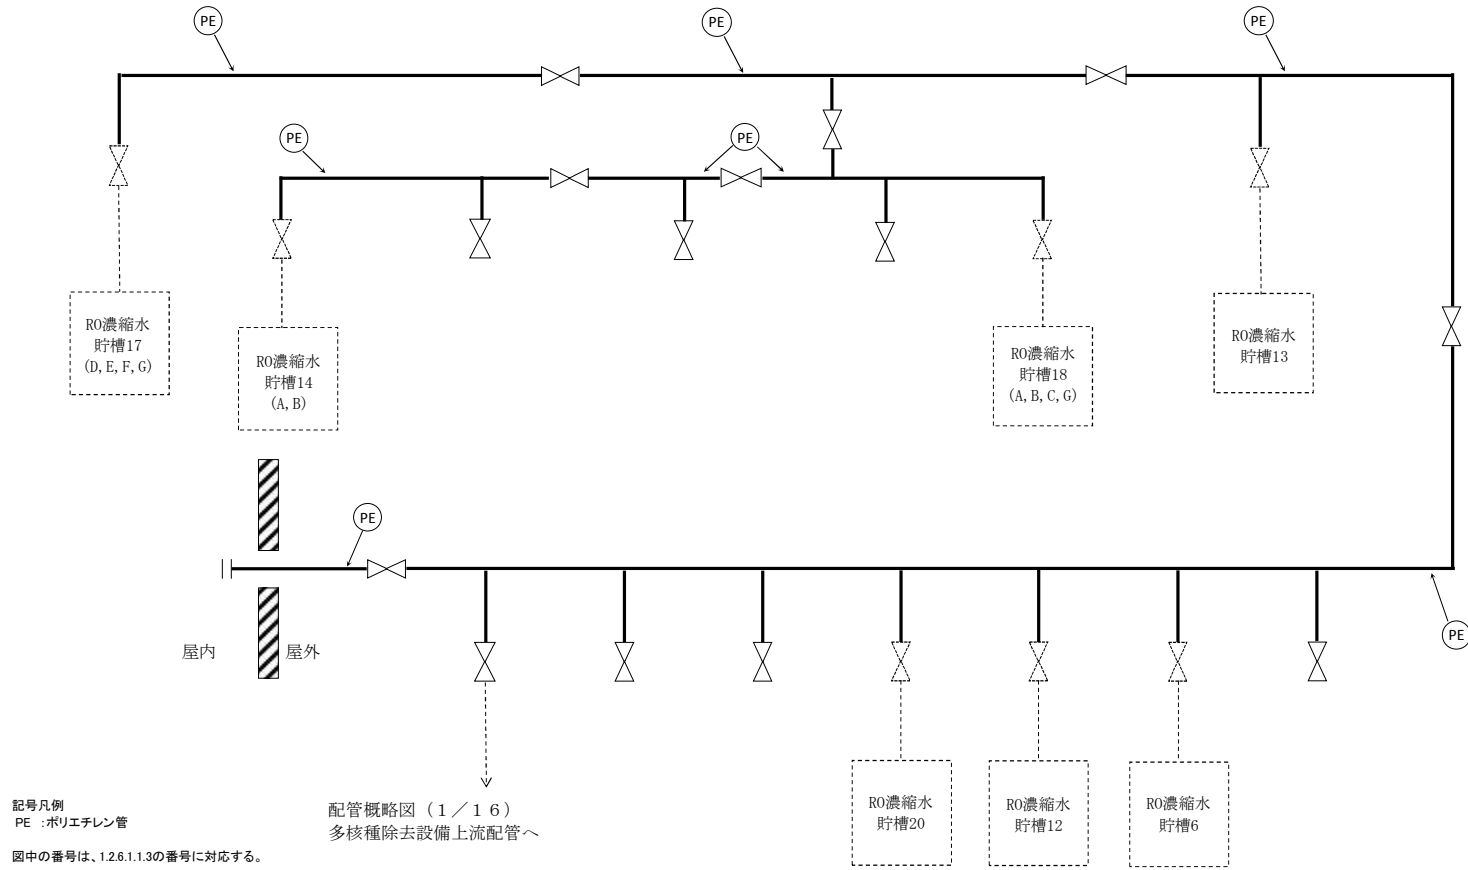 PE
PE
PE
PE
PE
RO濃縮水
貯槽17
(D,E,F,G)
RO濃縮水
貯槽14
(A,B)
RO濃縮水
貯槽18
(A,B,C,G)
RO濃縮水
貯槽13
PE
屋内
屋外
PE
RO濃縮水
貯槽20
RO濃縮水
貯槽12
RO濃縮水
貯槽6
配管概略図（1／16）
多核種除去設備上流配管へ
記号凡例
PE ：ポリエチレン管
図中の番号は、1.2.6.1.1.3の番号に対応する。